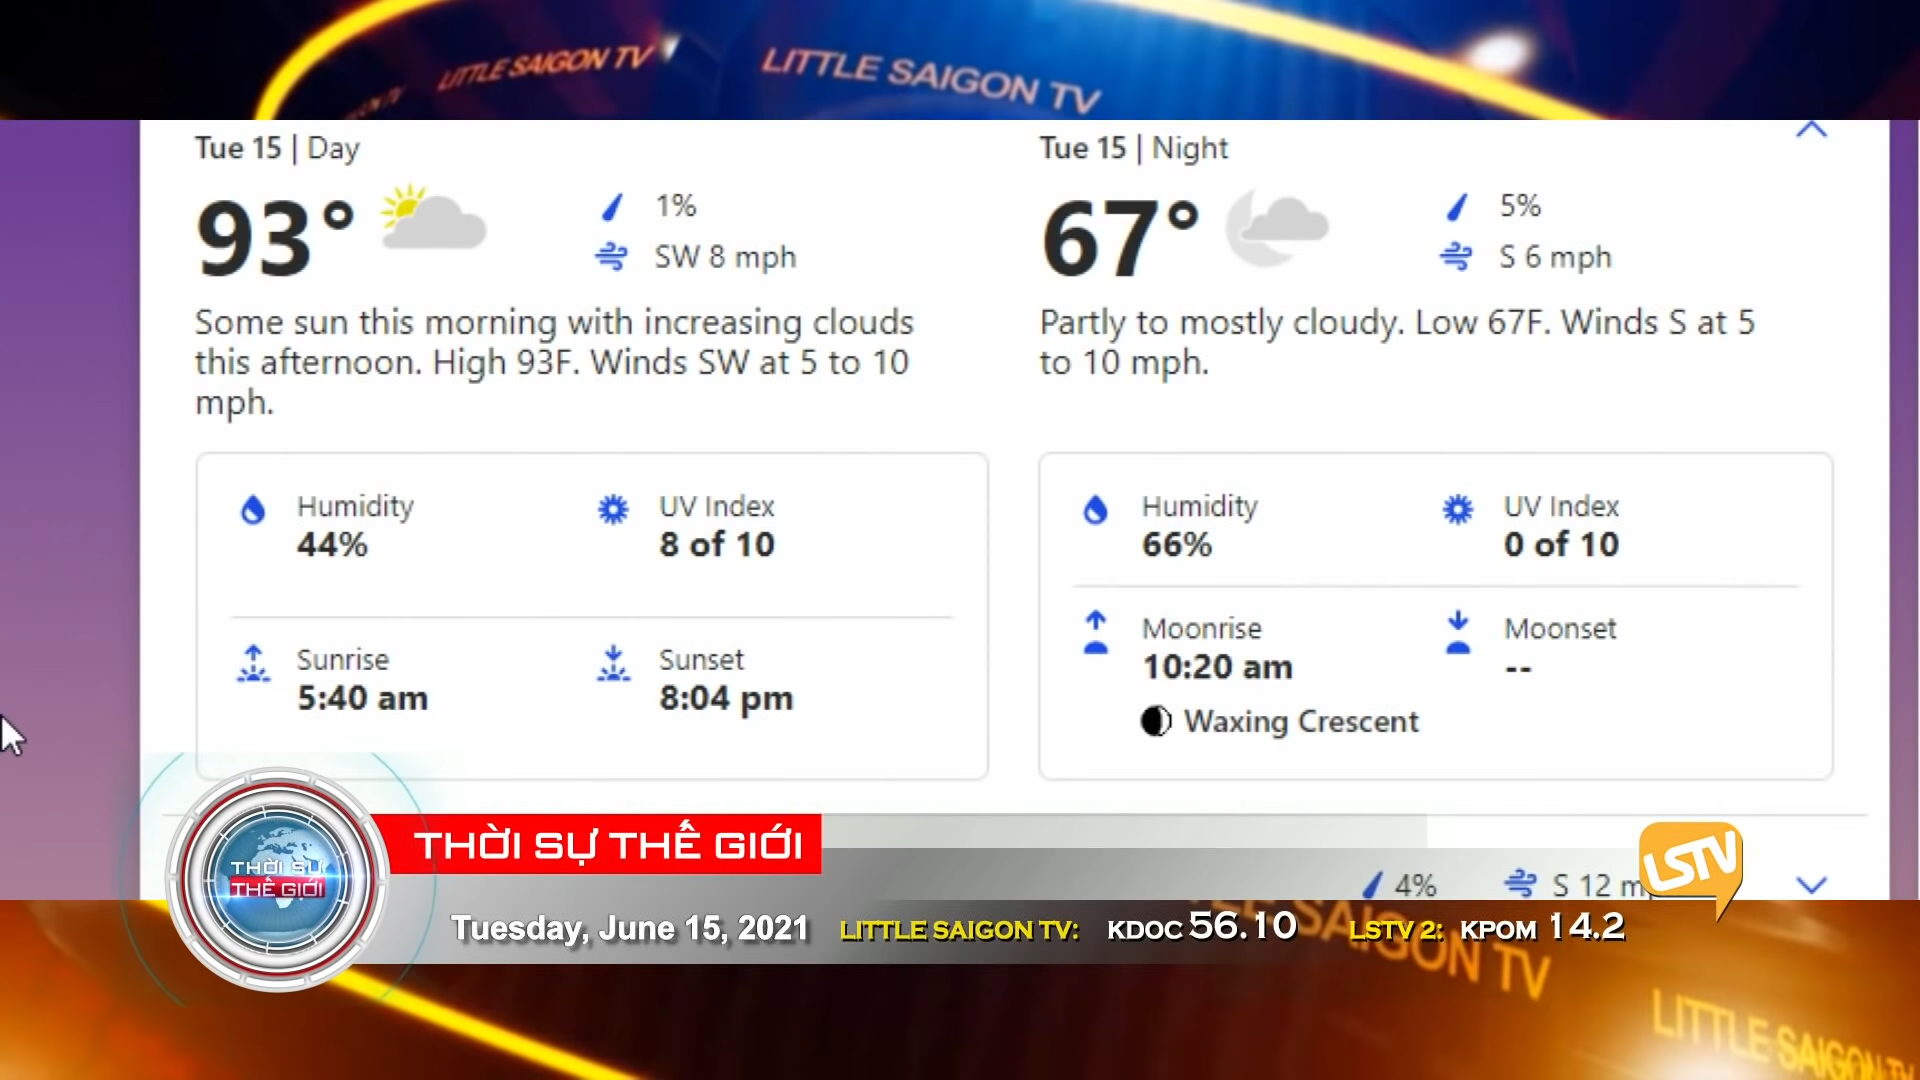 LITTLE SAIGON TV
LITTLE SAIGON TV
Tue 15 | Day
93°
1%
SW 8 mph
Some sun this morning with increasing clouds
this afternoon. High 93F. Winds SW at 5 to 10
mph.
Humidity
44%
UV Index
8 of 10
Sunrise
5:40 am
Sunset
8:04 pm
Tue 15 | Night
67°
5%
S 6 mph
Partly to mostly cloudy. Low 67F. Winds S at 5
to 10 mph.
Humidity
66%
UV Index
0 of 10
Moonrise
10:20 am
Moonset
--
Waxing Crescent
THỜI SỰ THẾ GIỚI
THỜI SỰ
THẾ GIỚI
4%
S 12 m
LSTV
Tuesday, June 15, 2021 LITTLE SAIGON TV: KDOC 56.10 LSTV 2: KPOM 14.2
SAIGON TV
LITTLE SAIGON TV